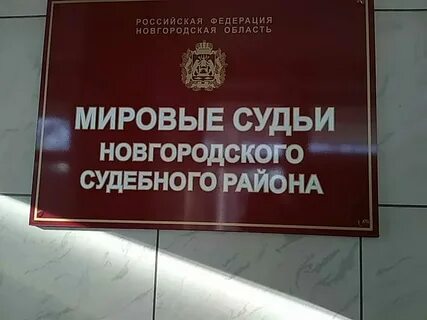 РОССИЙСКАЯ ФЕДЕРАЦИЯ
НОВГОРОДСКАЯ ОБЛАСТЬ
МИРОВЫЕ СУДЬИ
НОВГОРОДСКОГО
СУДЕБНОГО РАЙОНА